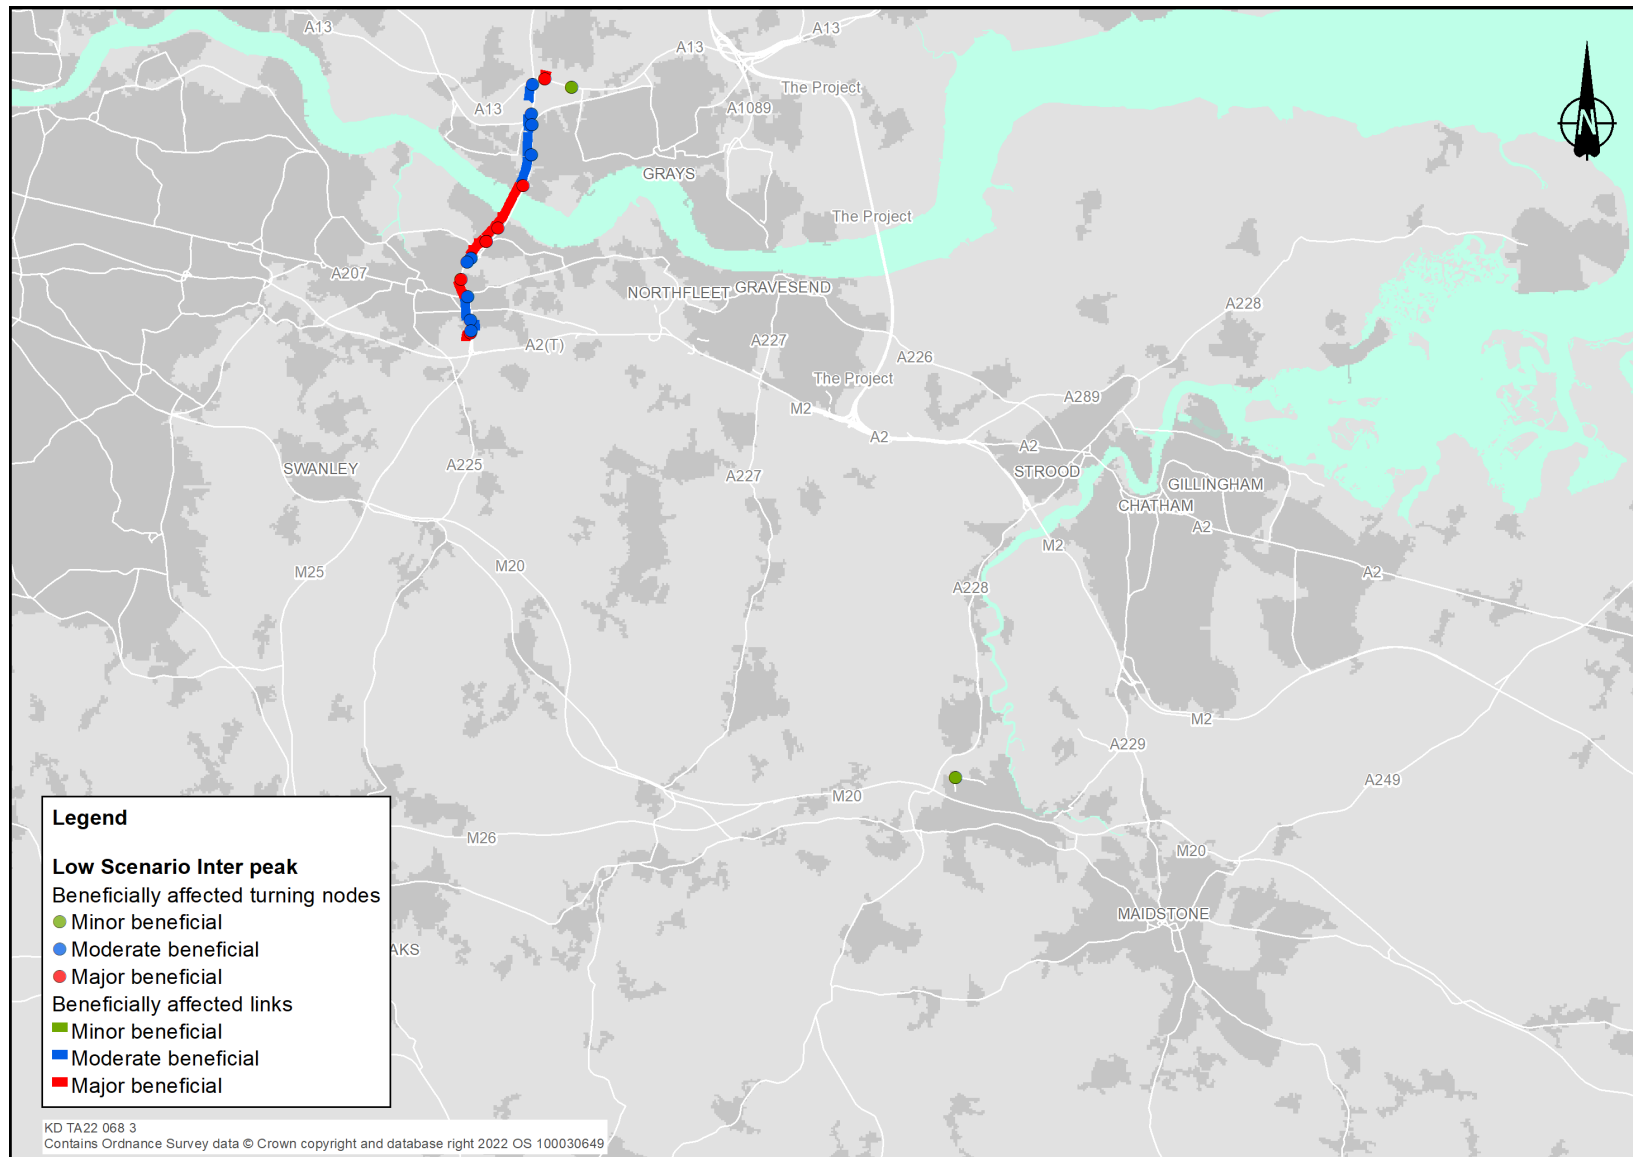 A13
A13
A13
The Project
A13
A1089
N
GRAYS
The Project
A207
NORTHFLEET
GRAVESEND
A228
A2(T)
A227
A226
The Project
A289
M2
A2
A2
SWANLEY
A225
A227
STROOD
GILLINGHAM
CHATHAM
A2
M2
M25
M20
A228
A2
M2
A229
A249
M20
M26
M20
MAIDSTONE
AKS
Legend
Low Scenario Inter peak
Beneficially affected turning nodes
Minor beneficial
Moderate beneficial
Major beneficial
Beneficially affected links
Minor beneficial
Moderate beneficial
Major beneficial
KD TA22 068 3
Contains Ordnance Survey data © Crown copyright and database right 2022 OS 100030649